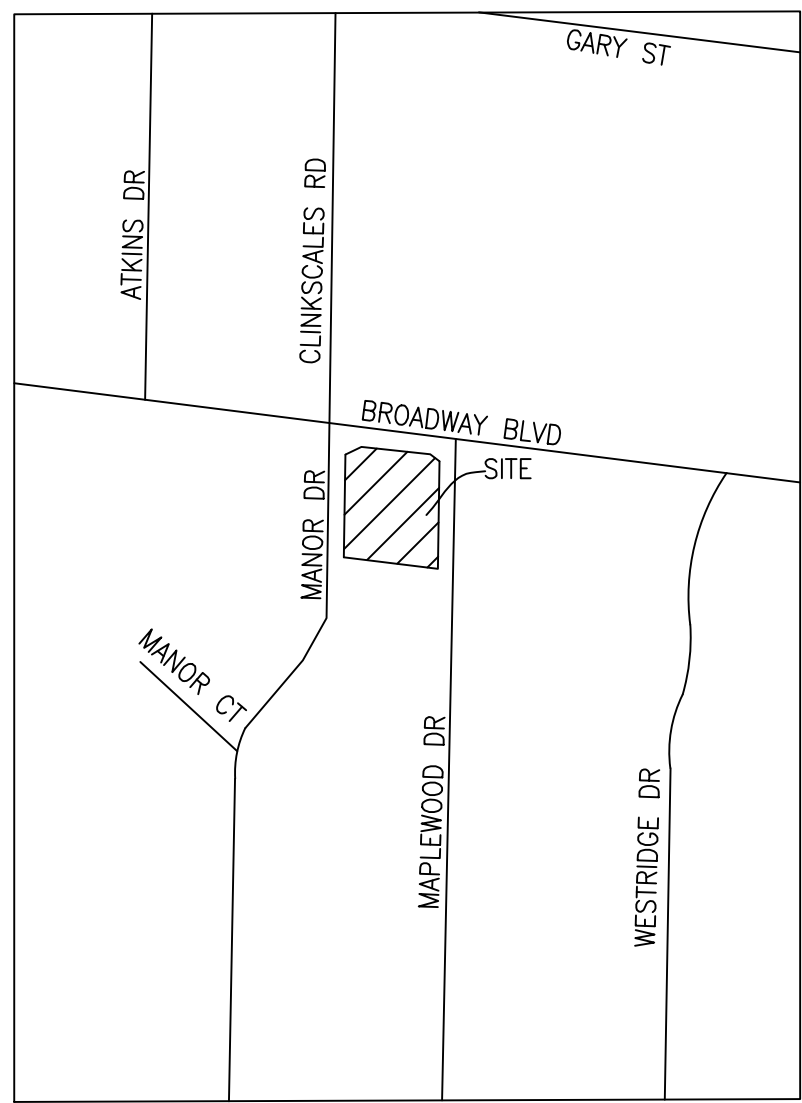 GARY ST
ATKINS DR
CLINKSCALES RD
BROADWAY BLVD
SITE
MANOR DR
MANOR CT
MAPLEWOOD DR
WESTRIDGE DR